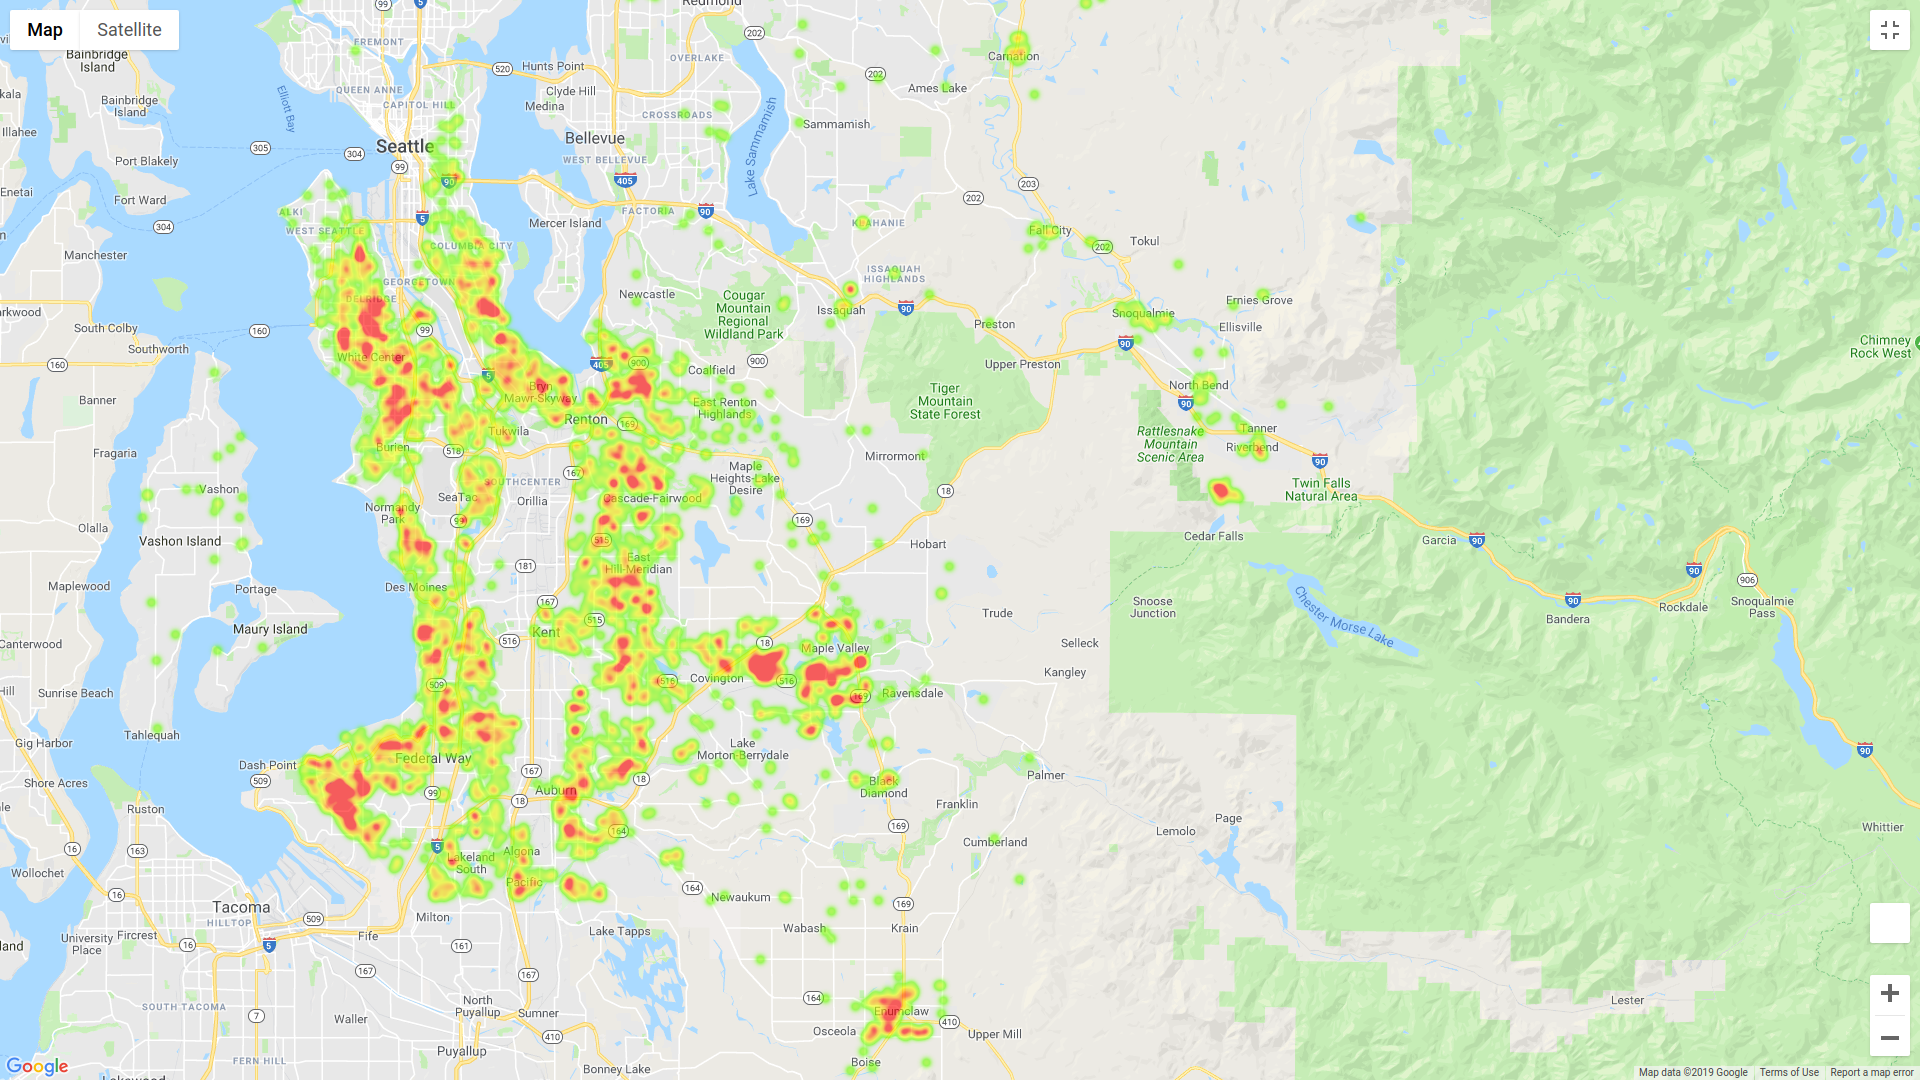 Map
Satellite
Redmond
Bainbridge
Island
FREMONT
OVERLAKE
Hunts Point
Carnation
QUEEN ANNE
Clyde Hill
Medina
CAPITOL HILL
Ames Lake
Bainbridge
Island
Elliott Bay
CROSSROADS
Sammamish
Illahee
Seattle
Bellevue
WEST BELLEVUE
Lake Sammamish
Port Blakely
Enetai
Fort Ward
ALKI
WEST SEATTLE
FACTORIA
Mercer Island
KLAHANIE
Fall City
Tokul
COLUMBIA CITY
Manchester
GEORGETOWN
ISSAQUAH
HIGHLANDS
Newcastle
DELRIDGE
Cougar
Mountain
Regional
Wildland Park
Issaquah
Ernies Grove
Snoqualmie
Ellisville
South Colby
Southworth
Preston
Chimney
Rock West
White Center
Upper Preston
Coalfield
Bryn
Mawr-Skyway
North Bend
Tiger
Mountain
State Forest
Banner
East Renton
Highlands
Renton
Tukwila
Burien
Tanner
Riverbend
Rattlesnake
Mountain
Scenic Area
Fragaria
Mirrormont
Maple
Heights-Lake
Desire
SOUTHCENTER
Vashon
SeaTac
Orillia
Cascade-Fairwood
Twin Falls
Natural Area
Normandy
Park
Olalla
Vashon Island
Hobart
Cedar Falls
Garcia
East
Hill-Meridian
Maplewood
Portage
Des Moines
Chester Morse Lake
Snoose
Junction
Trude
Bandera
Rockdale
Snoqualmie
Pass
Maury Island
Kent
Canterwood
Maple Valley
Selleck
Kangley
Covington
Ravensdale
Sunrise Beach
Tahlequah
Gig Harbor
Lake
Morton-Berrydale
Federal Way
Dash Point
Palmer
Shore Acres
Black
Diamond
Auburn
Franklin
Ruston
Page
Lemolo
Whittier
Cumberland
Algona
Lakeland
South
Wollochet
Pacific
Newaukum
Tacoma
HILLTOP
Milton
Fife
Wabash
Krain
Lake Tapps
University
Place
Fircrest
SOUTH TACOMA
North
Puyallup
Sumner
Waller
Enumclaw
Osceola
Upper Mill
Lester
Puyallup
FERN HILL
Boise
Bonney Lake
Lakewood
Google
Map data ©2019 Google
Terms of Use
Report a map error